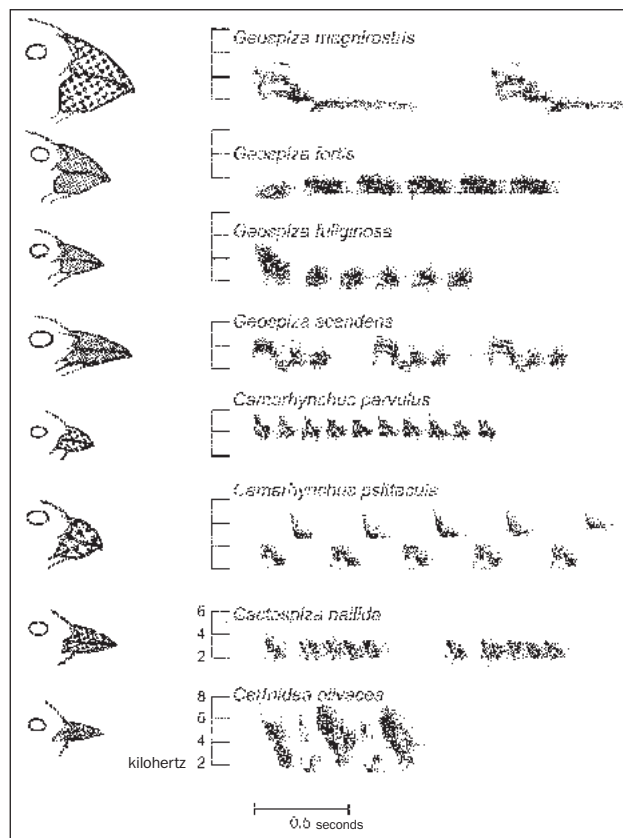 Geospiza magnirostris
Geospiza fortis
Geospiza fuliginosa
Geospiza scandens
Camarhynchus parvulus
Camarhynchus psittacula
Cactospiza pallida
6
4
2
Certhidea olivacea
8
6
4
kilohertz 2
0.5 seconds